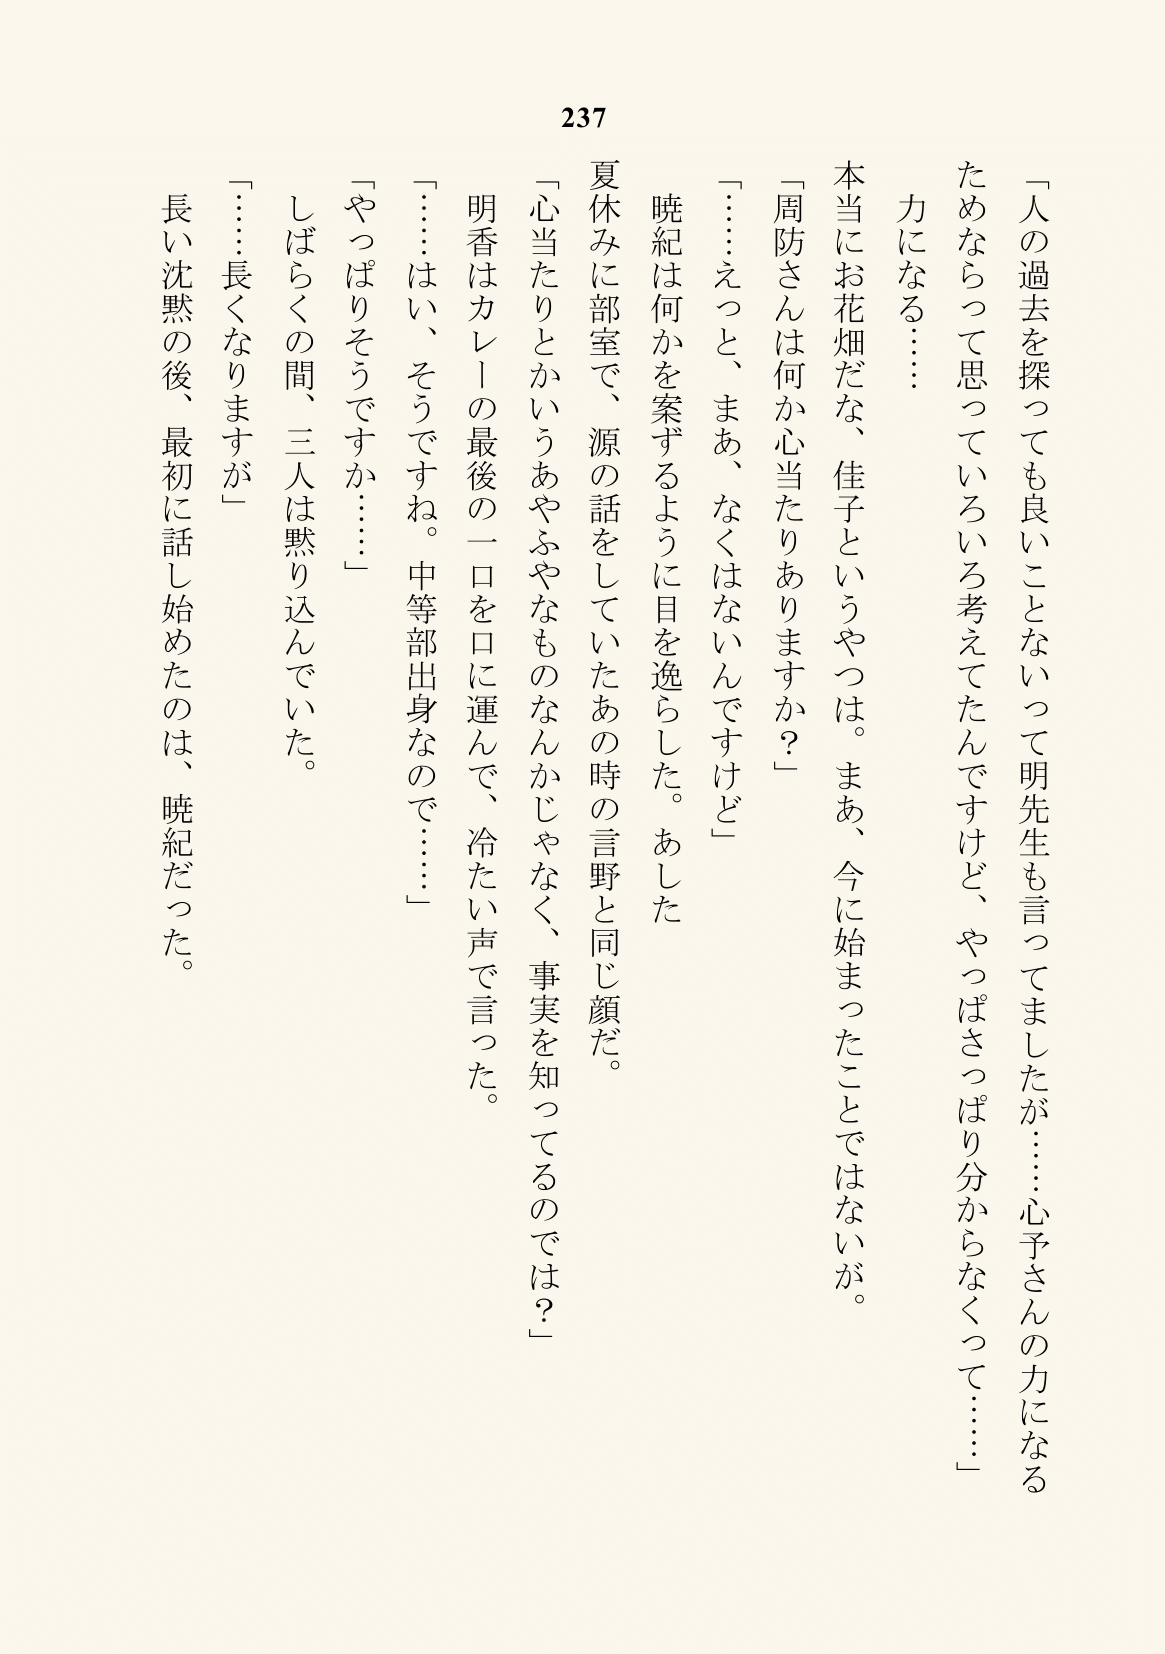 237
「人の過去を探っても良いことないって明先生も言ってましたが……心予さんの力になる
ためならって思っていろいろ考えてたんですけど、やっぱさっぱり分からなくって……」
力になる……
本当にお花畑だな、佳子というやつは。まあ、今に始まったことではないが。
「周防さんは何か心当たりありますか？」
「……えっと、まあ、なくはないんですけど」
暁紀は何かを案ずるように目を逸らした。あした
夏休みに部室で、源の話をしていたあの時の言野と同じ顔だ。
「心当たりとかいうあやふやなものなんかじゃなく、事実を知ってるのでは？」
明香はカレーの最後の一口を口に運んで、冷たい声で言った。
「……はい、そうですね。中等部出身なので……」
「やっぱりそうですか……」
しばらくの間、三人は黙り込んでいた。
「……長くなりますが」
長い沈黙の後、最初に話し始めたのは、暁紀だった。